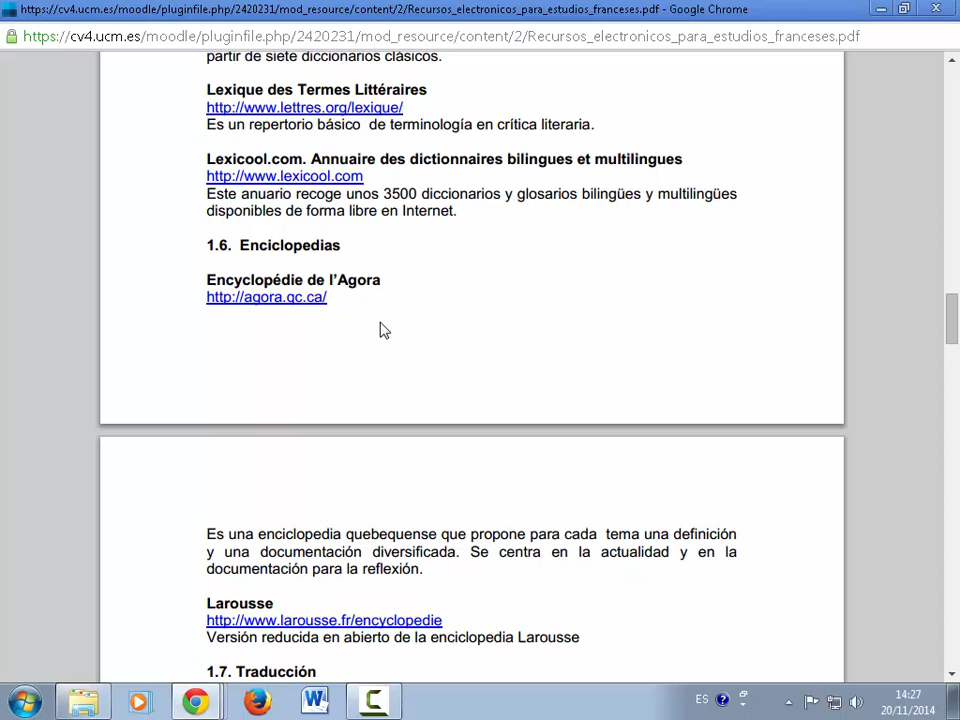 https://cv4.ucm.es/moodle/pluginfile.php/2420231/mod_resource/content/2/Recursos_electronicos_para_estudios_franceses.pdf - Google Chrome
https://cv4.ucm.es/moodle/pluginfile.php/2420231/mod_resource/content/2/Recursos_electronicos_para_estudios_franceses.pdf
partir de siete diccionarios clásicos.
Lexique des Termes Littéraires
http://www.lettres.org/lexique/
Es un repertorio básico de terminología en crítica literaria.
Lexicool.com. Annuaire des dictionnaires bilingues et multilingues
http://www.lexicool.com
Este anuario recoge unos 3500 diccionarios y glosarios bilingües y multilingües
disponibles de forma libre en Internet.
1.6. Enciclopedias
Encyclopédie de l’Agora
http://agora.qc.ca/
Es una enciclopedia quebequense que propone para cada tema una definición
y una documentación diversificada. Se centra en la actualidad y en la
documentación para la reflexión.
Larousse
http://www.larousse.fr/encyclopedie
Versión reducida en abierto de la enciclopedia Larousse
1.7. Traducción
ES
14:27
20/11/2014